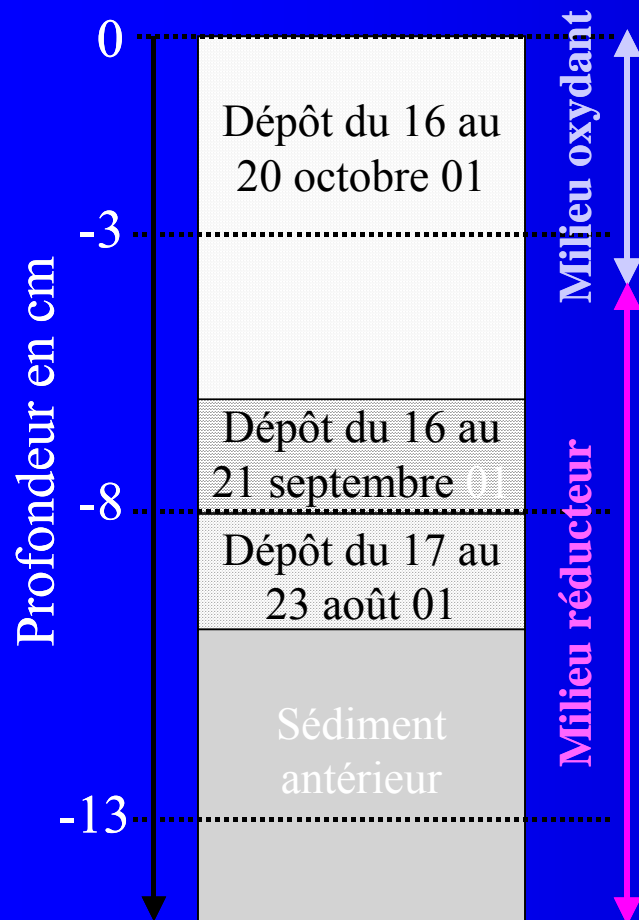 0
Dépôt du 16 au
20 octobre 01
-3
Dépôt du 16 au
21 septembre 01
-8
Dépôt du 17 au
23 août 01
Sédiment
antérieur
-13
Profondeur en cm
Milieu oxydant
Milieu réducteur